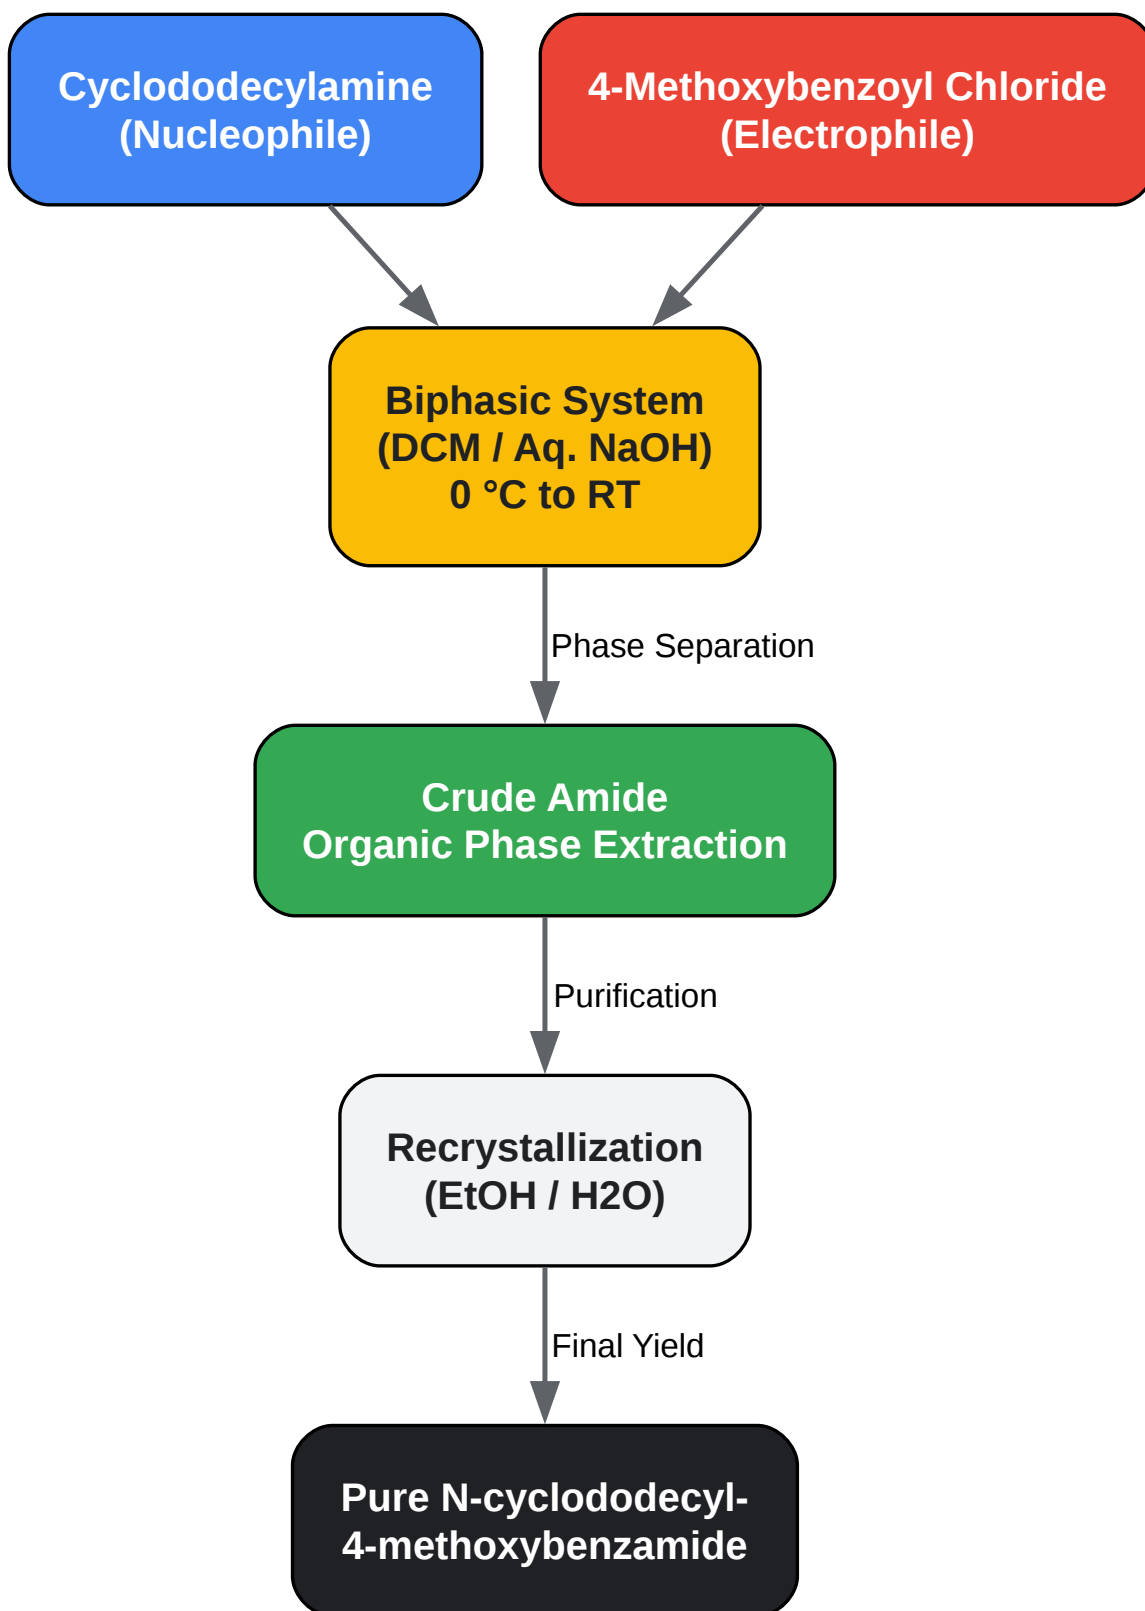 Cyclododecylamine
(Nucleophile)
4-Methoxybenzoyl Chloride
(Electrophile)
Biphasic System
(DCM / Aq. NaOH)
0 °C to RT
Phase Separation
Crude Amide
Organic Phase Extraction
Purification
Recrystallization
(EtOH / H2O)
Final Yield
Pure N-cyclododecyl-
4-methoxybenzamide